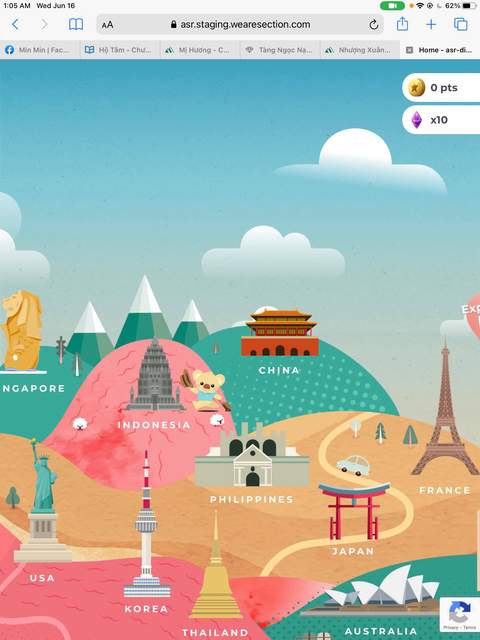 1:05 AM Wed Jun 16
62%
AA
asr.staging.wearesection.com
Min Min | Fac...
Hộ Tâm - Chư...
Mị Hương - C...
Tàng Ngọc Nạ...
Nhượng Xuân...
Home - asr-di...
0 pts
x10
Exp
CHINA
NGAPORE
INDONESIA
PHILIPPINES
FRANCE
JAPAN
USA
KOREA
THAILAND
AUSTRALIA
Privacy - Terms